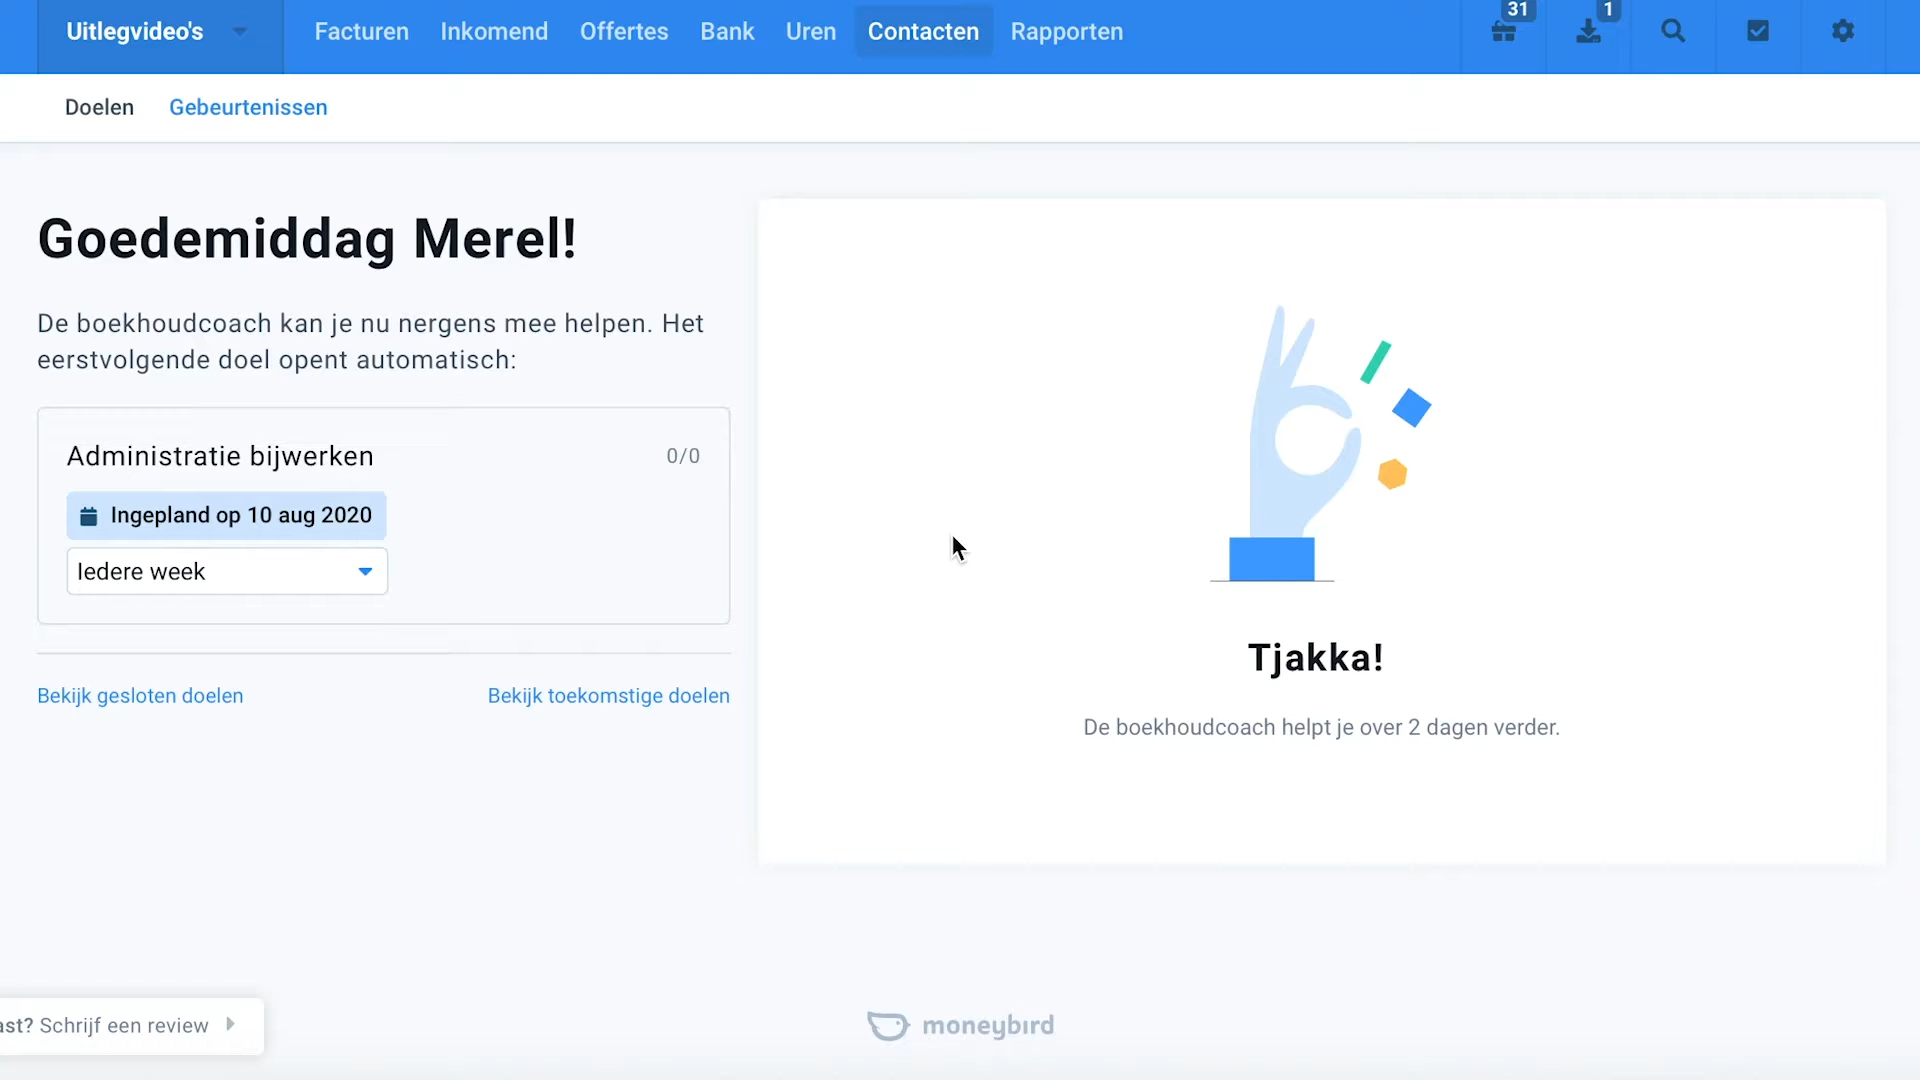 Uitlegvideo's
Facturen Inkomend Offertes Bank Uren Contacten Rapporten
31
1
Doelen Gebeurtenissen
Goedemiddag Merel!
De boekhoudcoach kan je nu nergens mee helpen. Het
eerstvolgende doel opent automatisch:
Administratie bijwerken 0/0
Ingepland op 10 aug 2020
Iedere week
Bekijk gesloten doelen Bekijk toekomstige doelen
Tjakka!
De boekhoudcoach helpt je over 2 dagen verder.
Schrijf een review
moneybird